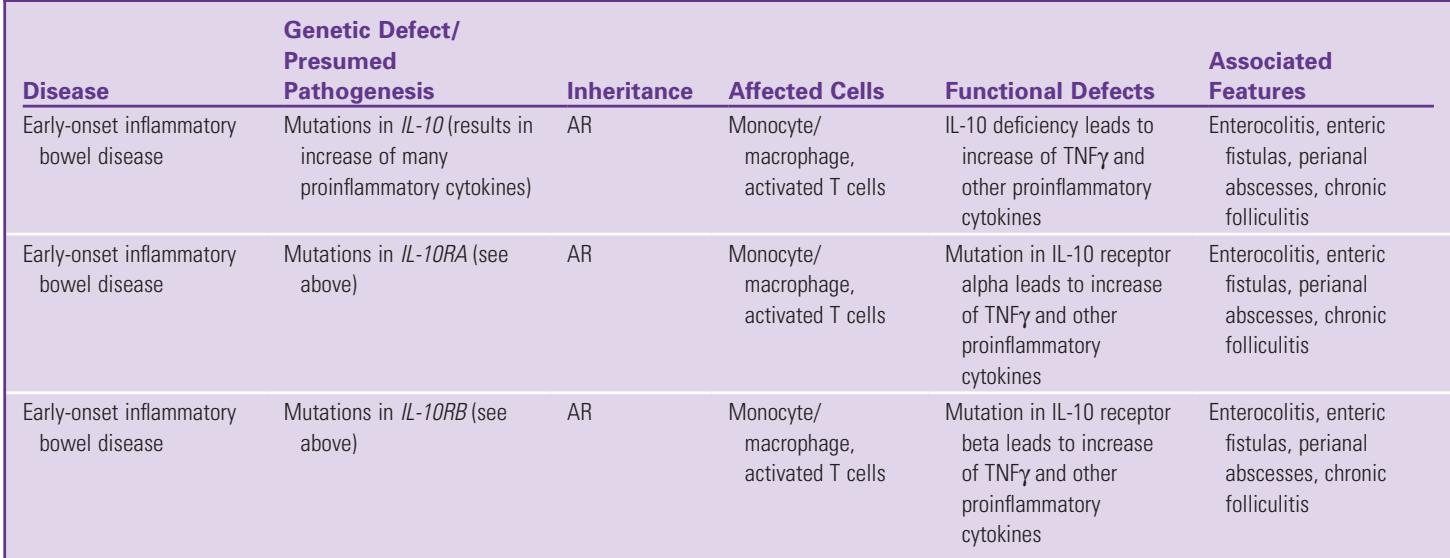 Genetic Defect/
Presumed
Associated
Disease Pathogenesis Inheritance Affected Cells Functional Defects Features
Early-onset inflammatory bowel disease
Mutations in IL-10 (results in increase of many proinflammatory cytokines)
AR
Monocyte/ macrophage, activated T cells
IL-10 deficiency leads to increase of TNFγ and other proinflammatory cytokines
Enterocolitis, enteric fistulas, perianal abscesses, chronic folliculitis
Early-onset inflammatory bowel disease
Mutations in IL-10RA (see above)
AR
Monocyte/ macrophage, activated T cells
Mutation in IL-10 receptor alpha leads to increase of TNFγ and other proinflammatory cytokines
Enterocolitis, enteric fistulas, perianal abscesses, chronic folliculitis
Early-onset inflammatory bowel disease
Mutations in IL-10RB (see above)
AR
Monocyte/ macrophage, activated T cells
Mutation in IL-10 receptor beta leads to increase of TNFγ and other proinflammatory cytokines
Enterocolitis, enteric fistulas, perianal abscesses, chronic folliculitis